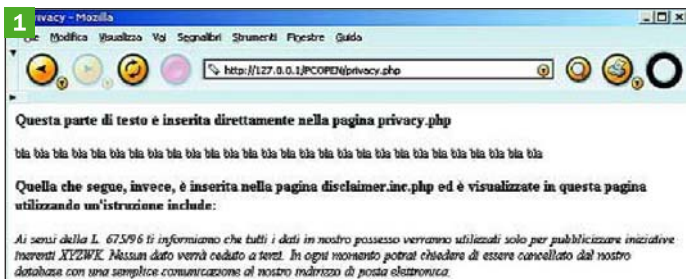 1
ivacy - Mozilla
Modifica Visualizza Vai Segnalibri Strumenti Finestre Guida
http://127.0.0.1/PCOPEN/privacy.php
Questa parte di testo è inserita direttamente nella pagina privacy.php
bla bla bla bla bla bla bla bla bla bla bla bla bla bla bla bla bla bla bla bla bla bla bla bla bla bla bla bla
Quella che segue, invece, è inserita nella pagina disclaimer.inc.php ed è visualizzate in questa pagina
utilizzando un'istruzione include:
Ai sensi della L. 675/96 ti informiamo che tutti i dati in nostro possesso verranno utilizzati solo per pubblicizzare iniziative
inerenti XYZWK. Nessun dato verrà ceduto a terzi. In ogni momento potrai chiedere di essere cancellato dal nostro
database con una semplice comunicazione al nostro indirizzo di posta elettronica.